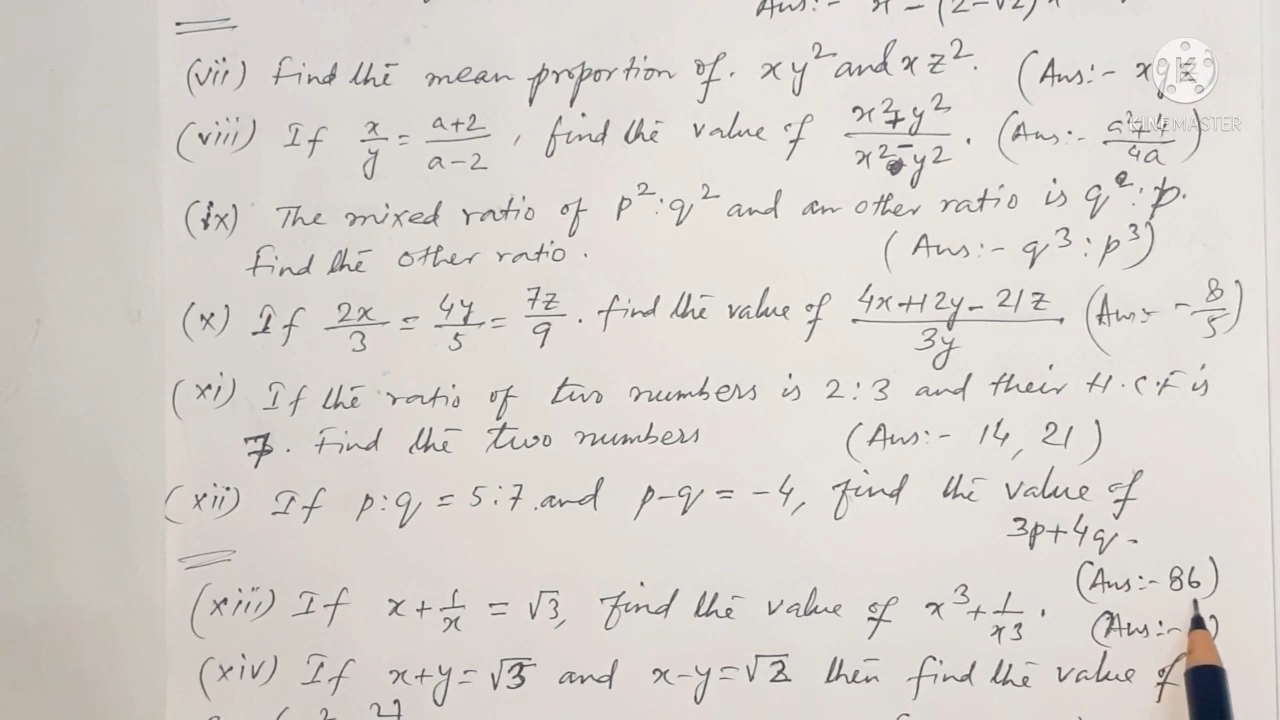 Ans:- x - (2-√2)x
(vii) Find the mean proportion of. xy² and xz². (Ans:- xyz)
KINEMASTER
(viii) If x/y = a+2/a-2, find the value of x²+y²/x²-y². (Ans:- a²+4/4a)
(ix) The mixed ratio of p²:q² and an other ratio is q²:p.
find the other ratio. (Ans:- q³:p³)
(x) If 2x/3 = 4y/5 = 7z/9. find the value of 4x+12y-21z/3y (Ans:- -8/5)
(xi) If the ratio of two numbers is 2:3 and their H.C.F is
7. Find the two numbers (Ans:- 14, 21)
(xii) If p:q = 5:7 and p-q = -4, find the value of
3p+4q.
(Ans:- 86)
(xiii) If x+1/x = √3, find the value of x³+1/x3. (Ans:-
(xiv) If x+y=√3 and x-y=√2 then find the value of